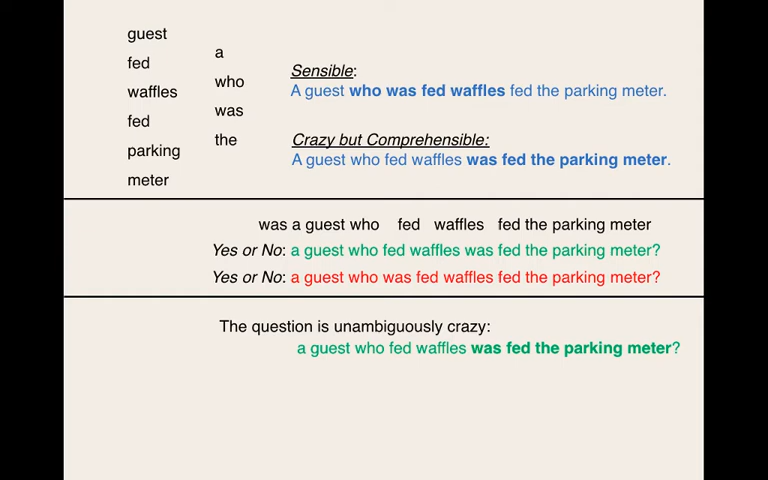 guest
fed
waffles
fed
parking
meter
a
who
was
the
Sensible:
A guest who was fed waffles fed the parking meter.
Crazy but Comprehensible:
A guest who fed waffles was fed the parking meter.
was a guest who fed waffles fed the parking meter
Yes or No: a guest who fed waffles was fed the parking meter?
Yes or No: a guest who was fed waffles fed the parking meter?
The question is unambiguously crazy:
a guest who fed waffles was fed the parking meter?